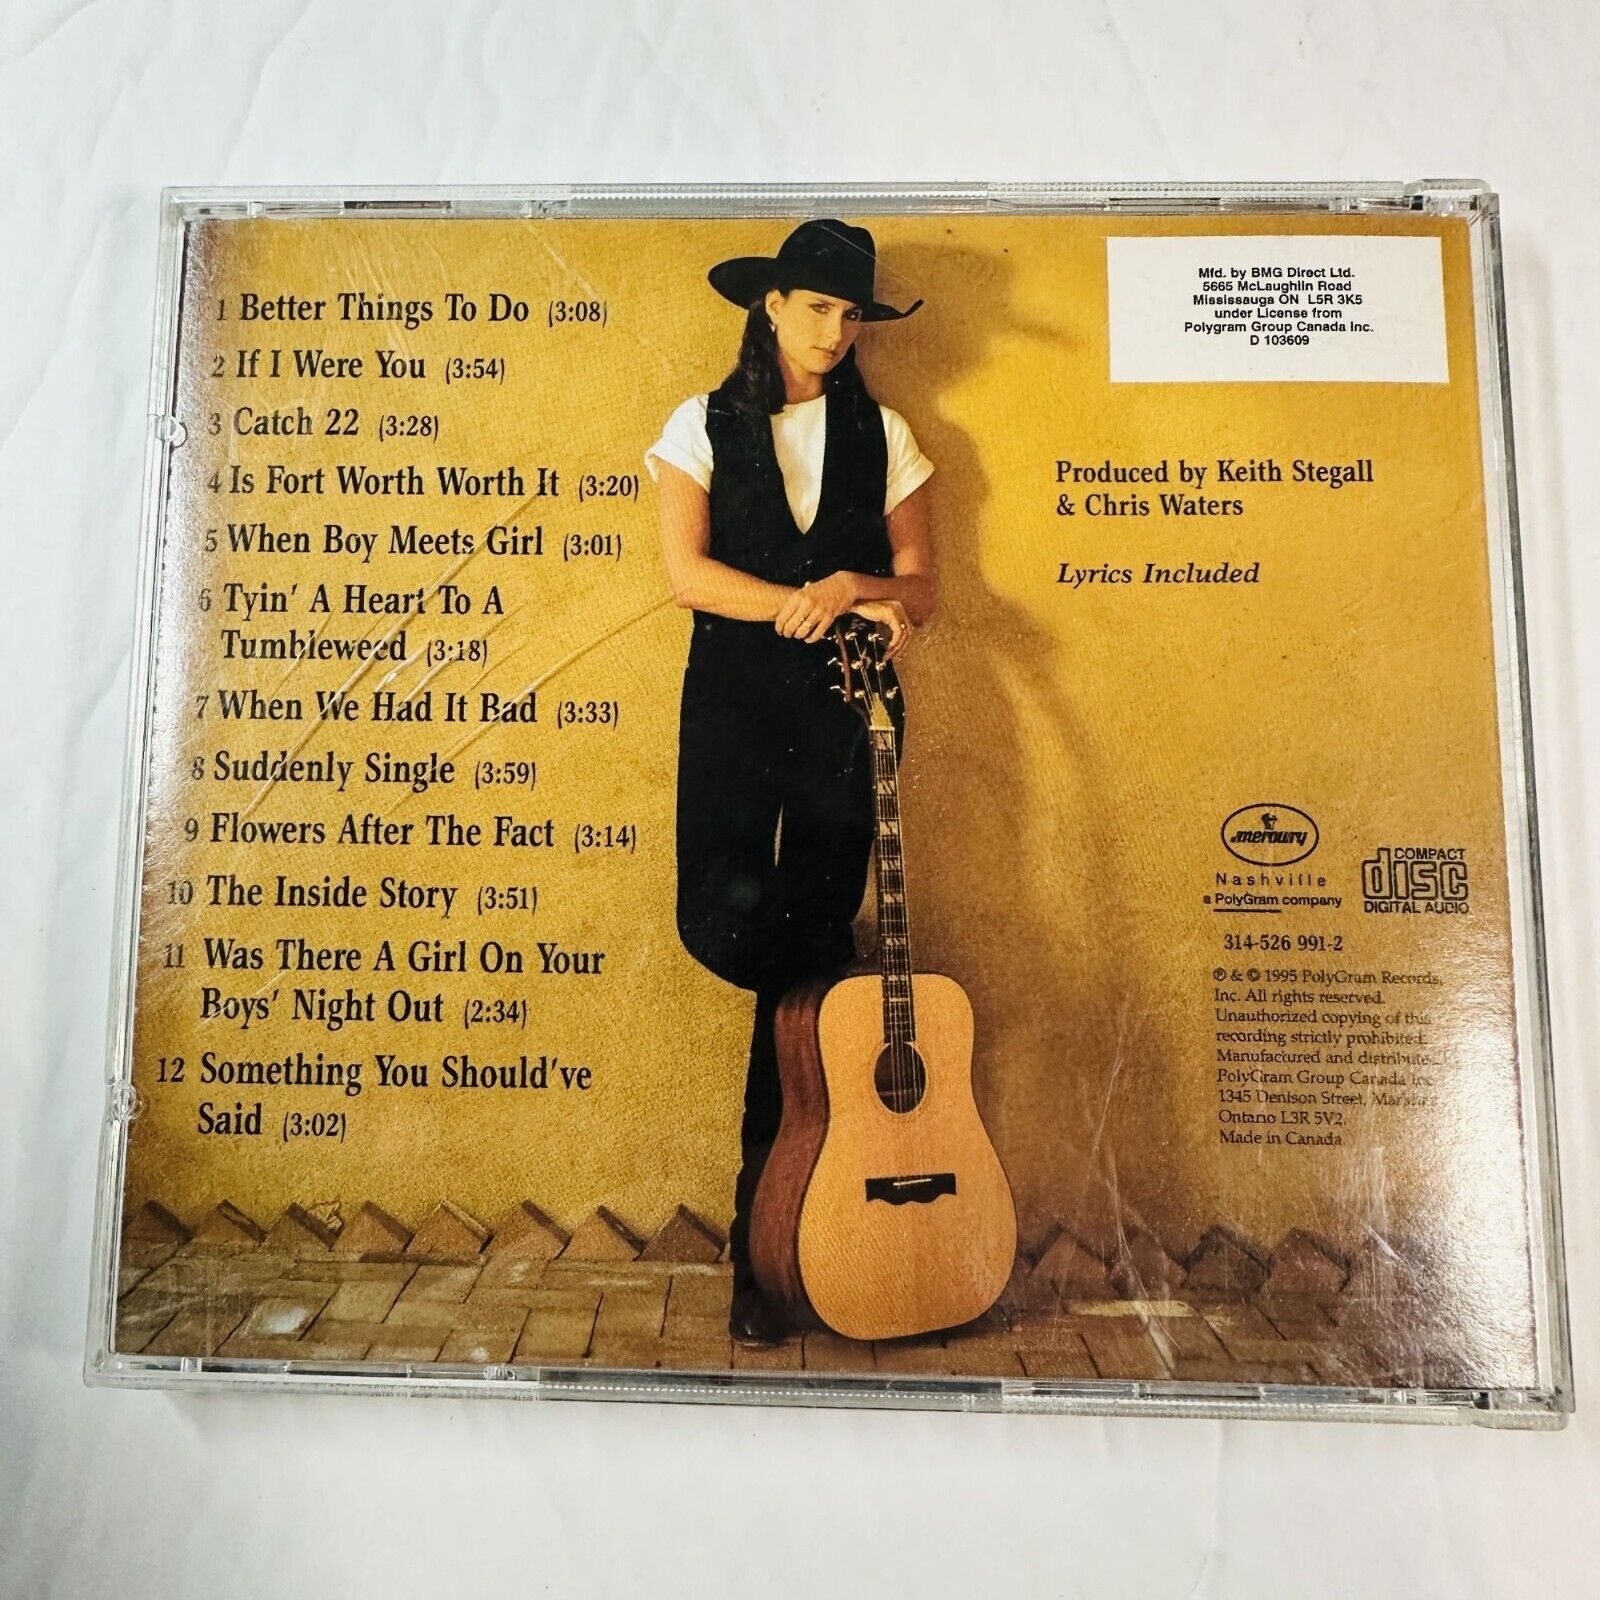 1 Better Things To Do (3:08)
2 If I Were You (3:54)
3 Catch 22 (3:28)
4 Is Fort Worth Worth It (3:20)
5 When Boy Meets Girl (3:01)
6 Tyin' A Heart To A
Tumbleweed (3:18)
7 When We Had It Bad (3:33)
8 Suddenly Single (3:59)
9 Flowers After The Fact (3:14)
10 The Inside Story (3:51)
11 Was There A Girl On Your
Boys' Night Out (2:34)
12 Something You Should've
Said (3:02)
Mfd. by BMG Direct Ltd.
5665 McLaughlin Road
Mississauga ON L5R 3K5
under License from
Polygram Group Canada Inc.
D 103609
Produced by Keith Stegall
& Chris Waters
Lyrics Included
mercury
Nashville
a PolyGram company
COMPACT
disc
DIGITAL AUDIO
314-526 991-2
℗ & © 1995 PolyGram Records,
Inc. All rights reserved.
Unauthorized copying of this
recording strictly prohibited.
Manufactured and distribute
PolyGram Group Canada Inc
1345 Denison Street,
Ontario L3R 5V2.
Made in Canada